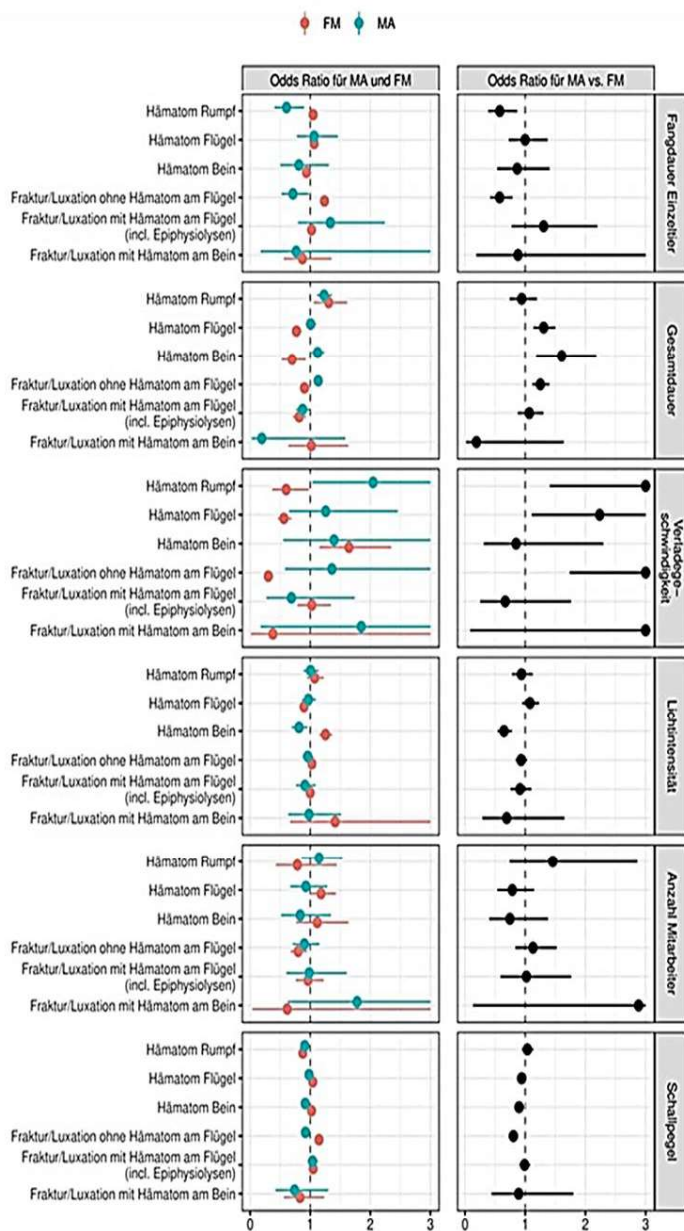 FM MA
Odds Ratio für MA und FM
Odds Ratio für MA vs. FM
Hämatom Rumpf
Hämatom Flügel
Hämatom Bein
Fraktur/Luxation ohne Hämatom am Flügel
Fraktur/Luxation mit Hämatom am Flügel
(incl. Epiphysiolysen)
Fraktur/Luxation mit Hämatom am Bein
Fangdauer Einzeltier
Hämatom Rumpf
Hämatom Flügel
Hämatom Bein
Fraktur/Luxation ohne Hämatom am Flügel
Fraktur/Luxation mit Hämatom am Flügel
(incl. Epiphysiolysen)
Fraktur/Luxation mit Hämatom am Bein
Gesamtdauer
Hämatom Rumpf
Hämatom Flügel
Hämatom Bein
Fraktur/Luxation ohne Hämatom am Flügel
Fraktur/Luxation mit Hämatom am Flügel
(incl. Epiphysiolysen)
Fraktur/Luxation mit Hämatom am Bein
Verladege-
schwindigkeit
Hämatom Rumpf
Hämatom Flügel
Hämatom Bein
Fraktur/Luxation ohne Hämatom am Flügel
Fraktur/Luxation mit Hämatom am Flügel
(incl. Epiphysiolysen)
Fraktur/Luxation mit Hämatom am Bein
Lichtintensität
Hämatom Rumpf
Hämatom Flügel
Hämatom Bein
Fraktur/Luxation ohne Hämatom am Flügel
Fraktur/Luxation mit Hämatom am Flügel
(incl. Epiphysiolysen)
Fraktur/Luxation mit Hämatom am Bein
Anzahl Mitarbeiter
Hämatom Rumpf
Hämatom Flügel
Hämatom Bein
Fraktur/Luxation ohne Hämatom am Flügel
Fraktur/Luxation mit Hämatom am Flügel
(incl. Epiphysiolysen)
Fraktur/Luxation mit Hämatom am Bein
Schallpegel
0 1 2 3
0 1 2 3